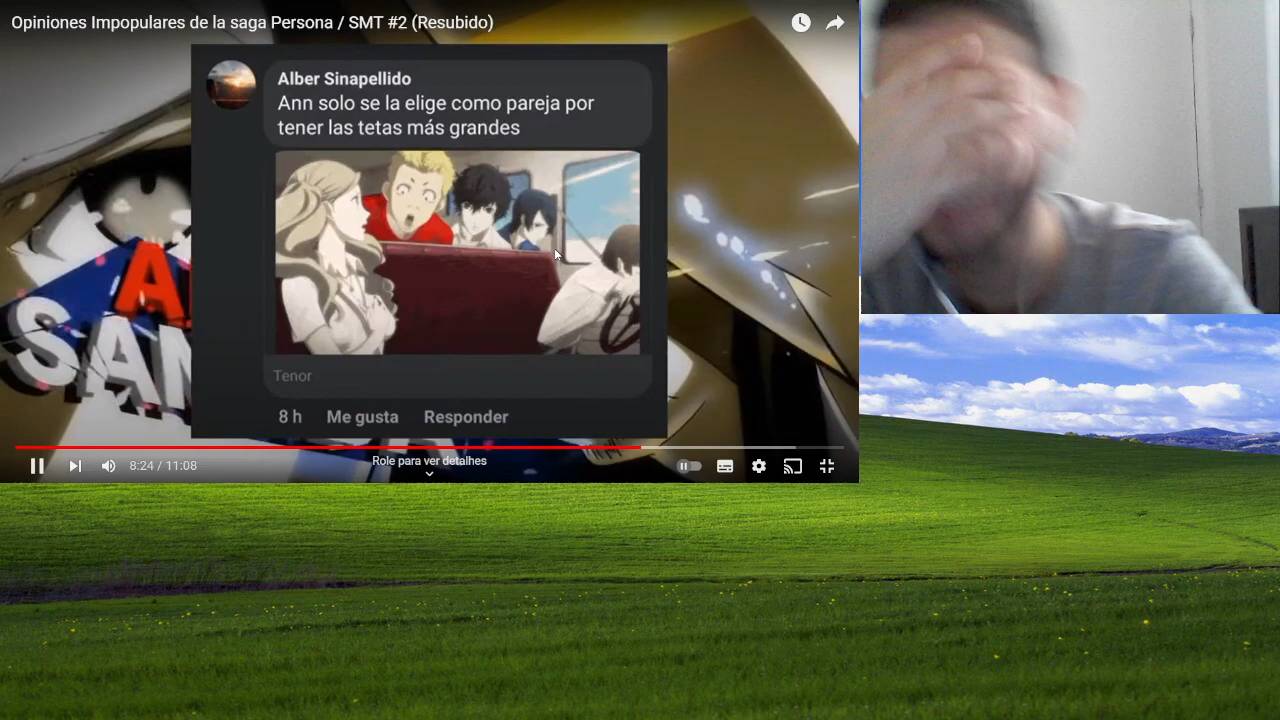 Opiniones Impopulares de la saga Persona / SMT #2 (Resubido)
Alber Sinapellido
Ann solo se la elige como pareja por
tener las tetas más grandes
Tenor
8 h Me gusta Responder
8:24 / 11:08
Role para ver detalhes